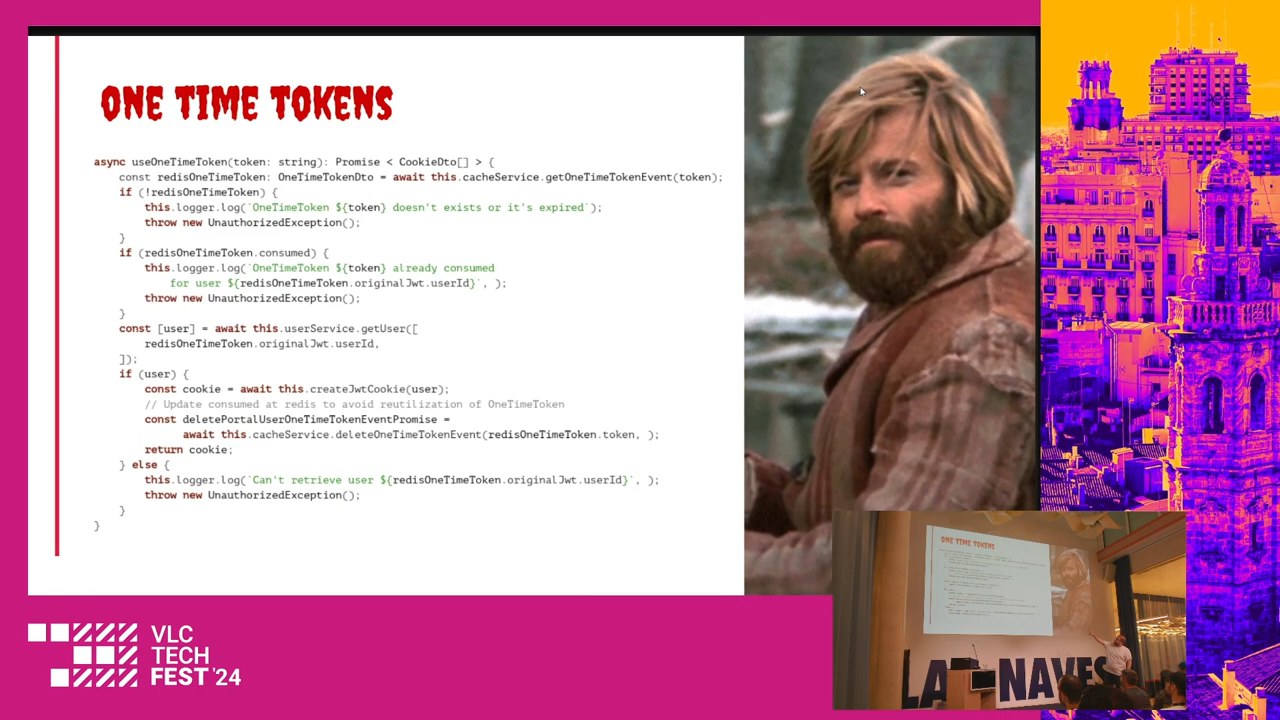 ONE TIME TOKENS
async useOneTimeToken(token: string): Promise < CookieDto[] > {
const redisOneTimeToken: OneTimeTokenDto = await this.cacheService.getOneTimeTokenEvent(token);
if (!redisOneTimeToken) {
this.logger.log(`OneTimeToken ${token} doesn't exists or it's expired`);
throw new UnauthorizedException();
}
if (redisOneTimeToken.consumed) {
this.logger.log(`OneTimeToken ${token} already consumed
for user ${redisOneTimeToken.originalJwt.userId}`, );
throw new UnauthorizedException();
}
const [user] = await this.userService.getUser([
redisOneTimeToken.originalJwt.userId,
]);
if (user) {
const cookie = await this.createJwtCookie(user);
// Update consumed at redis to avoid reutilization of OneTimeToken
const deletePortalUserOneTimeTokenEventPromise =
await this.cacheService.deleteOneTimeTokenEvent(redisOneTimeToken.token, );
return cookie;
} else {
this.logger.log(`Can't retrieve user ${redisOneTimeToken.originalJwt.userId}`, );
throw new UnauthorizedException();
}
}
VLC
TECH
FEST '24
ONE TIME TOKENS
LA NAVES